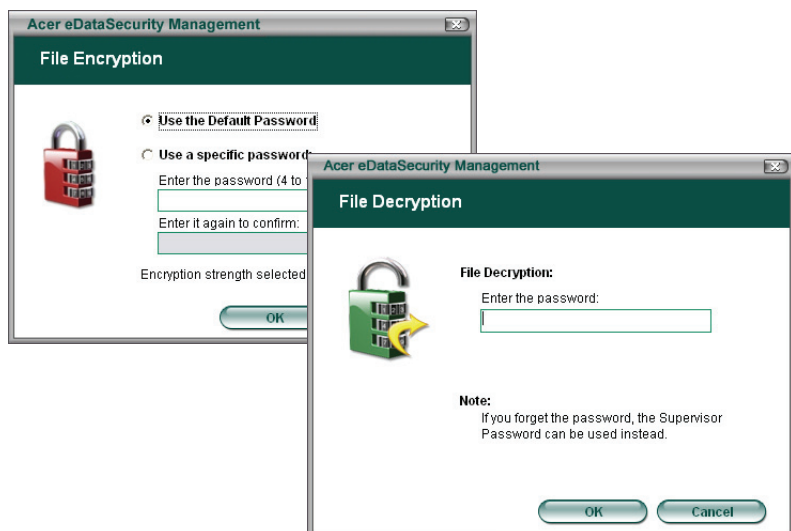 Acer eDataSecurity Management
File Encryption
Use the Default Password
Use a specific password:
Enter the password (4 to
Enter it again to confirm:
Encryption strength selected
OK
Acer eDataSecurity Management
File Decryption
File Decryption:
Enter the password:
Note:
If you forget the password, the Supervisor
Password can be used instead.
OK
Cancel